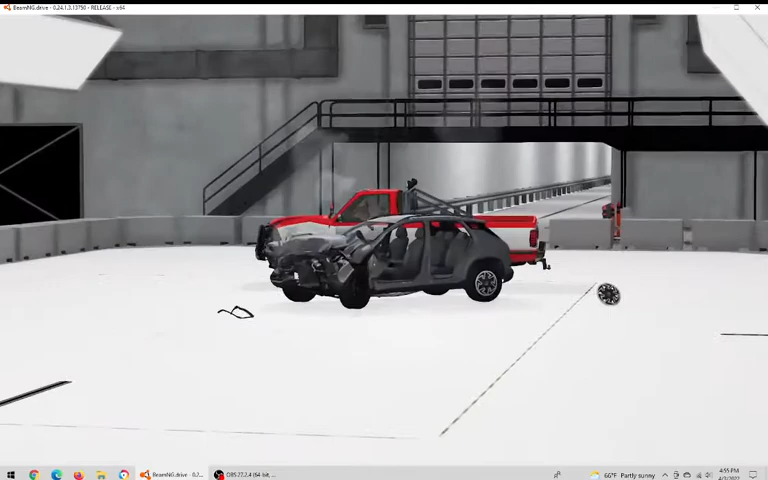 BeamNG.drive - 0.24.1.3.13750 - RELEASE - x64
BeamNG.drive - 0.2...
OBS 27.2.4 (64-bit, ...
66°F Partly sunny
4:55 PM